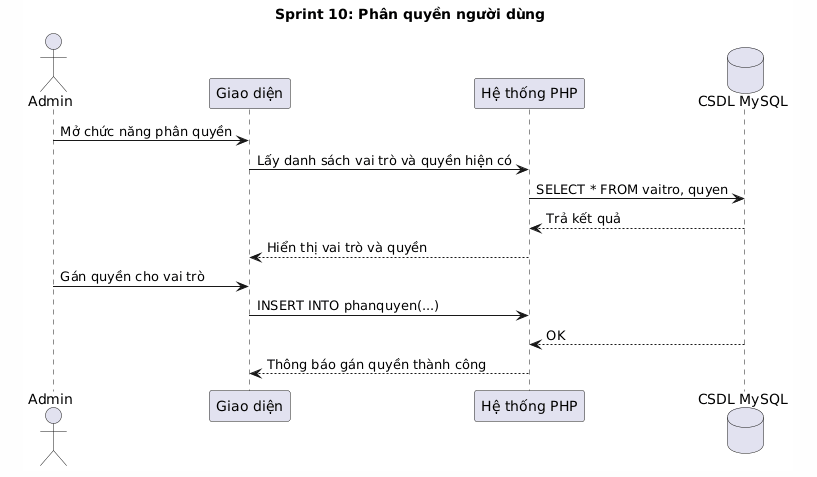 Sprint 10: Phân quyền người dùng
Admin
Giao diện
Hệ thống PHP
CSDL MySQL
Mở chức năng phân quyền
Lấy danh sách vai trò và quyền hiện có
SELECT * FROM vaitro, quyen
Trả kết quả
Hiển thị vai trò và quyền
Gán quyền cho vai trò
INSERT INTO phanquyen(...)
OK
Thông báo gán quyền thành công
Admin
Giao diện
Hệ thống PHP
CSDL MySQL